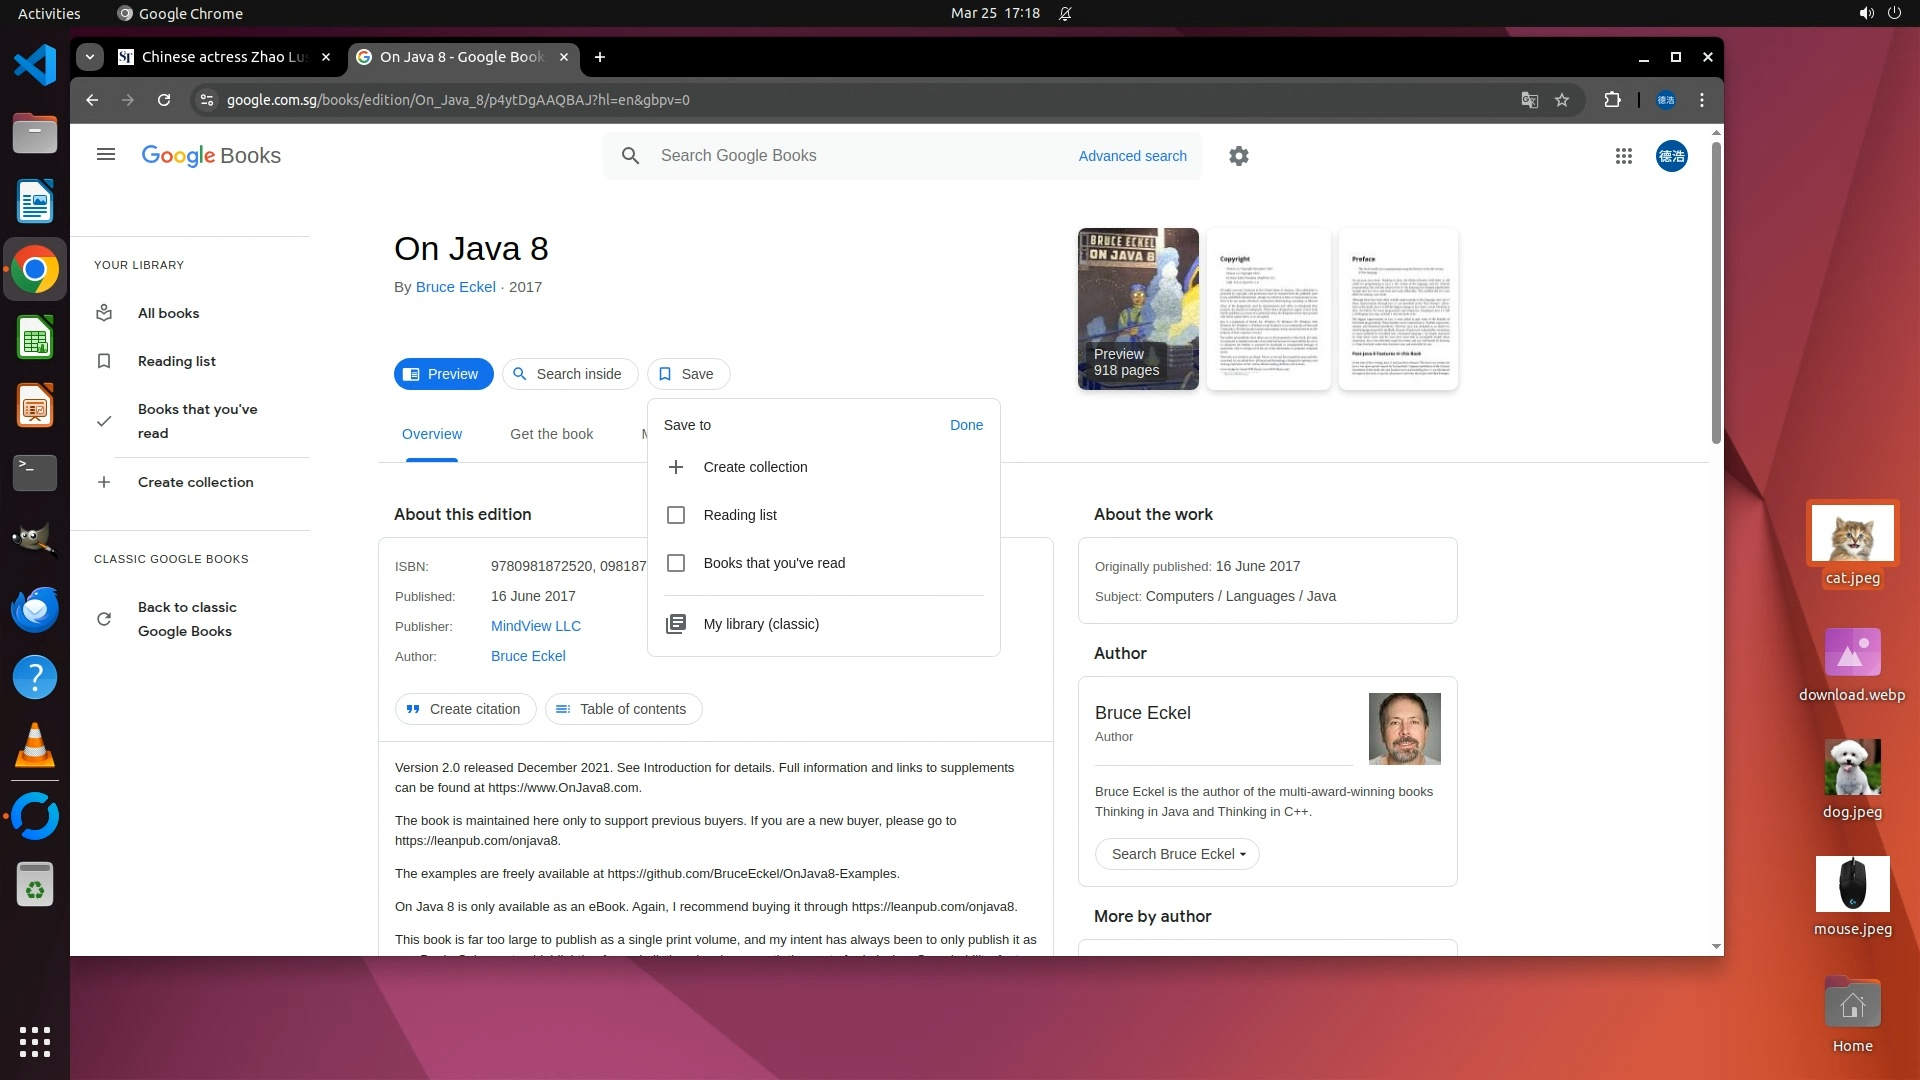 Activities
Google Chrome
Mar 25 17:18
Chinese actress Zhao Lus
On Java 8 - Google Book
google.com.sg/books/edition/On_Java_8/p4ytDgAAQBAJ?hl=en&gbpv=0
德浩
Google Books
Search Google Books
Advanced search
德浩
YOUR LIBRARY
All books
Reading list
Books that you've
read
Create collection
CLASSIC GOOGLE BOOKS
Back to classic
Google Books
On Java 8
By Bruce Eckel · 2017
Preview
Search inside
Save
BRUCE ECKEL
ON JAVA 8
Preview
918 pages
Copyright
Preface
Post-Java 8 Features in this Book
Overview
Get the book
Save to
Done
Create collection
Reading list
Books that you've read
My library (classic)
About this edition
ISBN: 9780981872520, 098187
Published: 16 June 2017
Publisher: MindView LLC
Author: Bruce Eckel
Create citation
Table of contents
Version 2.0 released December 2021. See Introduction for details. Full information and links to supplements
can be found at https://www.OnJava8.com.
The book is maintained here only to support previous buyers. If you are a new buyer, please go to
https://leanpub.com/onjava8.
The examples are freely available at https://github.com/BruceEckel/OnJava8-Examples.
On Java 8 is only available as an eBook. Again, I recommend buying it through https://leanpub.com/onjava8.
This book is far too large to publish as a single print volume, and my intent has always been to only publish it as
About the work
Originally published: 16 June 2017
Subject: Computers / Languages / Java
Author
Bruce Eckel
Author
Bruce Eckel is the author of the multi-award-winning books
Thinking in Java and Thinking in C++.
Search Bruce Eckel
More by author
cat.jpeg
download.webp
dog.jpeg
mouse.jpeg
Home